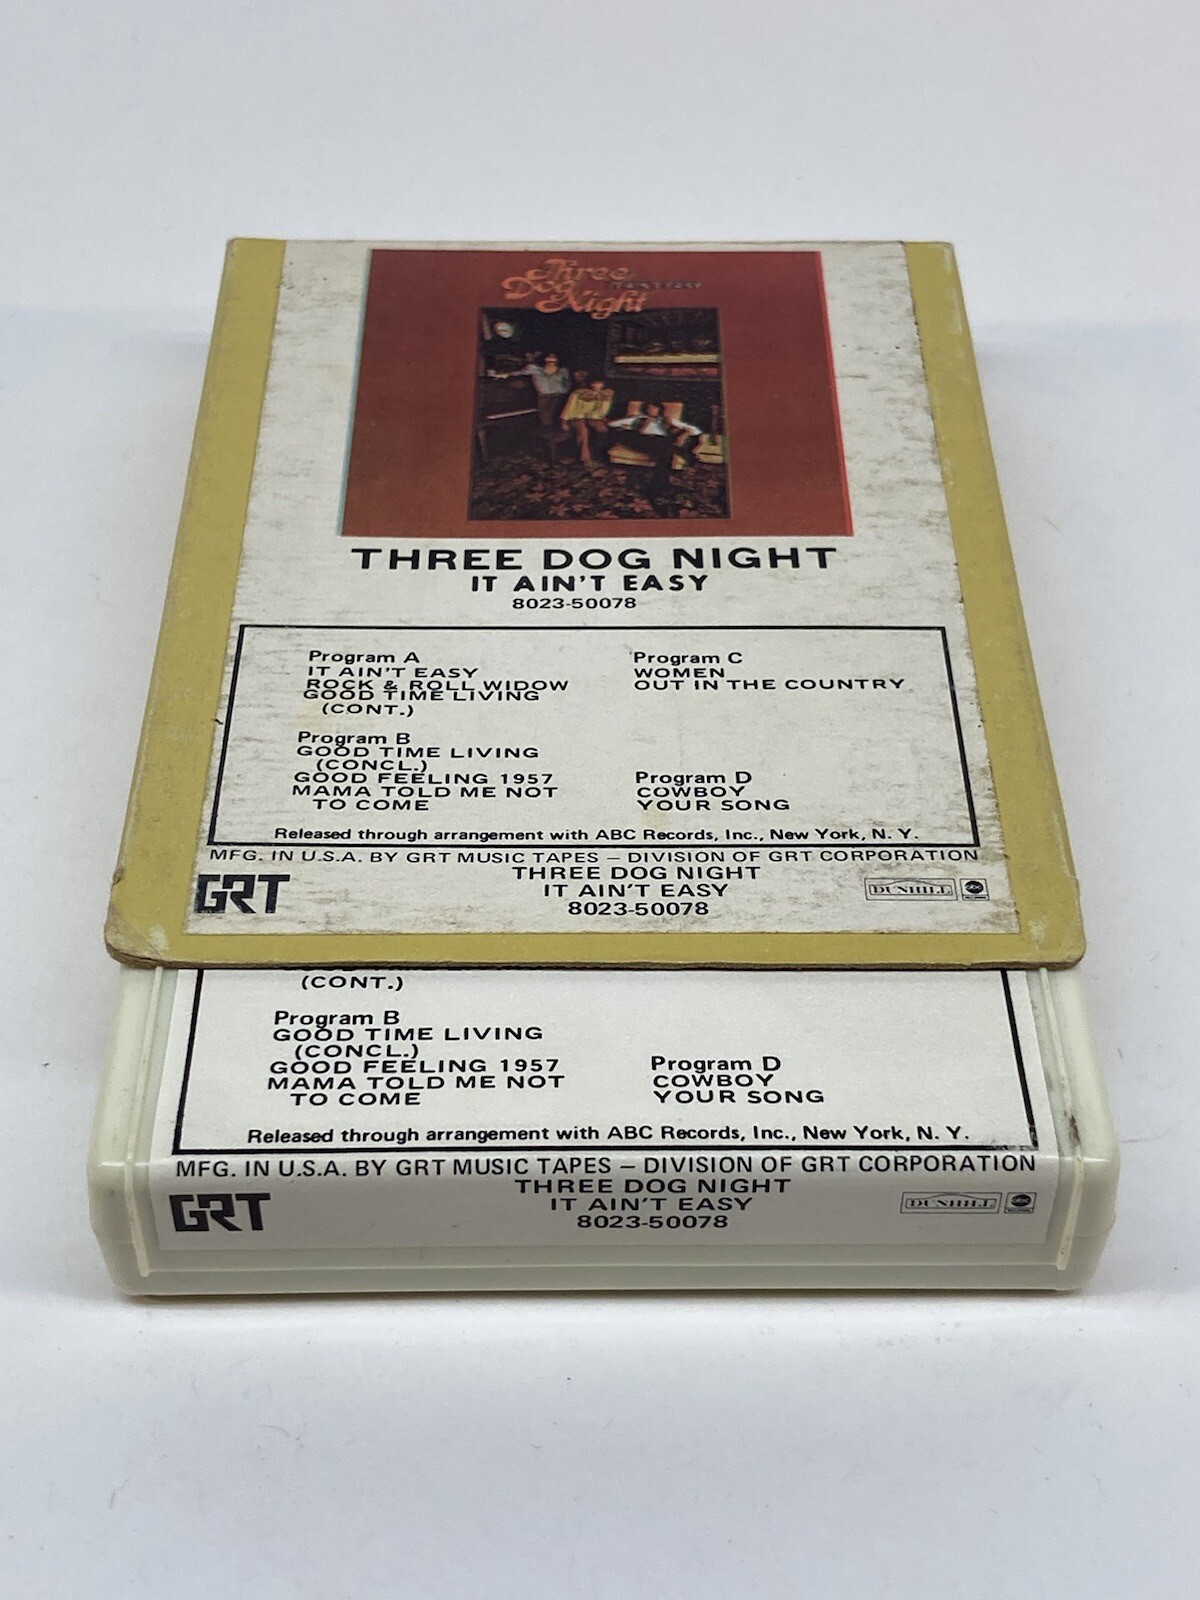 Three
Dog IT AIN'T EASY
Night
THREE DOG NIGHT
IT AIN'T EASY
8023-50078
Program A
IT AIN'T EASY
ROCK & ROLL WIDOW
GOOD TIME LIVING
(CONT.)
Program B
GOOD TIME LIVING
(CONCL.)
GOOD FEELING 1957
MAMA TOLD ME NOT
TO COME
Program C
WOMEN
OUT IN THE COUNTRY
Program D
COWBOY
YOUR SONG
Released through arrangement with ABC Records, Inc., New York, N. Y.
MFG. IN U.S.A. BY GRT MUSIC TAPES – DIVISION OF GRT CORPORATION
GRT
THREE DOG NIGHT
IT AIN'T EASY
8023-50078
DUNHILL abc
(CONT.)
Program B
GOOD TIME LIVING
(CONCL.)
GOOD FEELING 1957
MAMA TOLD ME NOT
TO COME
Program D
COWBOY
YOUR SONG
Released through arrangement with ABC Records, Inc., New York, N. Y.
MFG. IN U.S.A. BY GRT MUSIC TAPES – DIVISION OF GRT CORPORATION
GRT
THREE DOG NIGHT
IT AIN'T EASY
8023-50078
DUNHILL abc